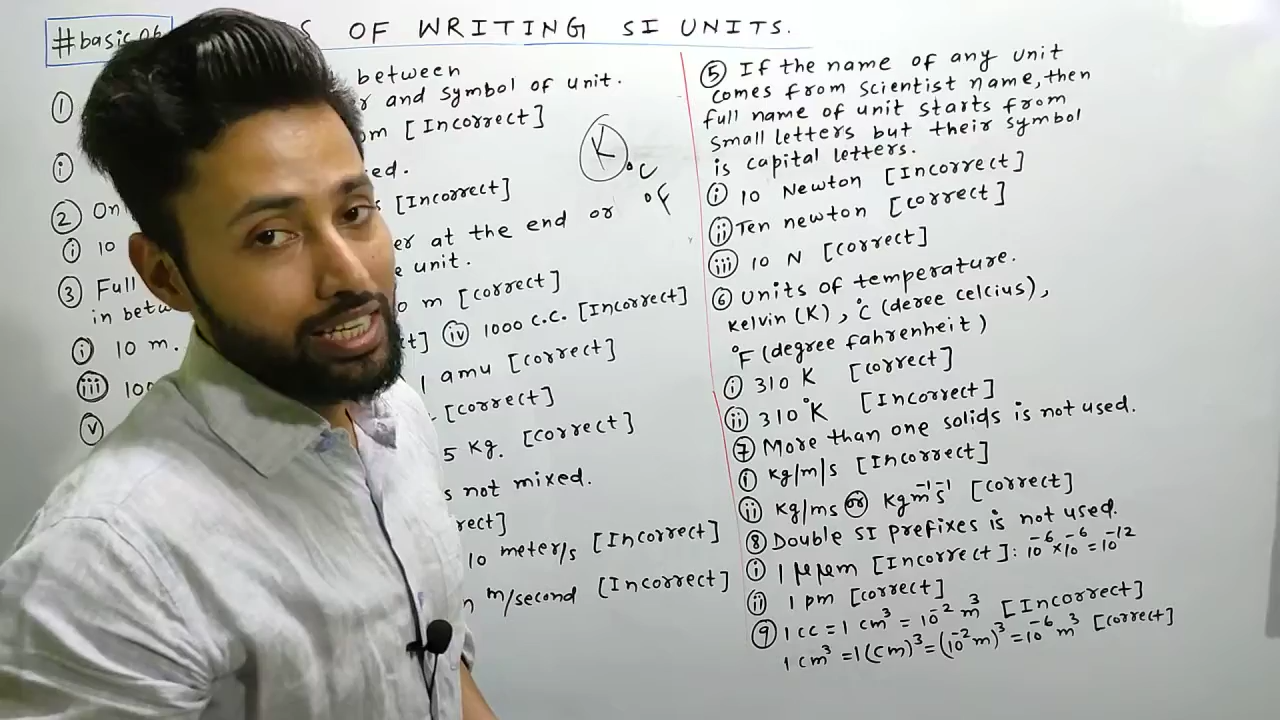 #basic 06
S OF WRITING SI UNITS.
① between
r and symbol of unit.
ⓘ om [Incorrect]
② On ed.
ⓘ 10 s [Incorrect]
③ Full er at the end or
in betw e unit.
ⓘ 10 m. 0 m [correct]
ⓘⓘⓘ 100 ct] ⓘⓥ 1000 c.c. [Incorrect]
ⓥ 1 amu [correct]
[correct]
5 kg. [correct]
s not mixed.
rect]
10 meter/s [Incorrect]
n m/second [Incorrect]
K
°C
°F
⑤ If the name of any unit
comes from scientist name, then
full name of unit starts from
small letters but their symbol
is capital letters.
ⓘ 10 Newton [Incorrect]
ⓘⓘ Ten newton [correct]
ⓘⓘⓘ 10 N [correct]
⑥ Units of temperature.
Kelvin (K), °C (deree celcius),
°F (degree fahrenheit)
ⓘ 310 K [correct]
ⓘⓘ 310°K [Incorrect]
⑦ More than one solids is not used.
ⓘ kg/m/s [Incorrect]
ⓘⓘ kg/ms or kgm⁻¹s⁻¹ [correct]
⑧ Double SI prefixes is not used.
ⓘ 1 μμm [Incorrect] : 10⁻⁶×10⁻⁶=10⁻¹²
ⓘⓘ 1 pm [correct]
⑨ 1 cc = 1 cm³ = 10⁻² m³ [Incorrect]
1 cm³ = 1(cm)³ = (10⁻²m)³ = 10⁻⁶ m³ [correct]